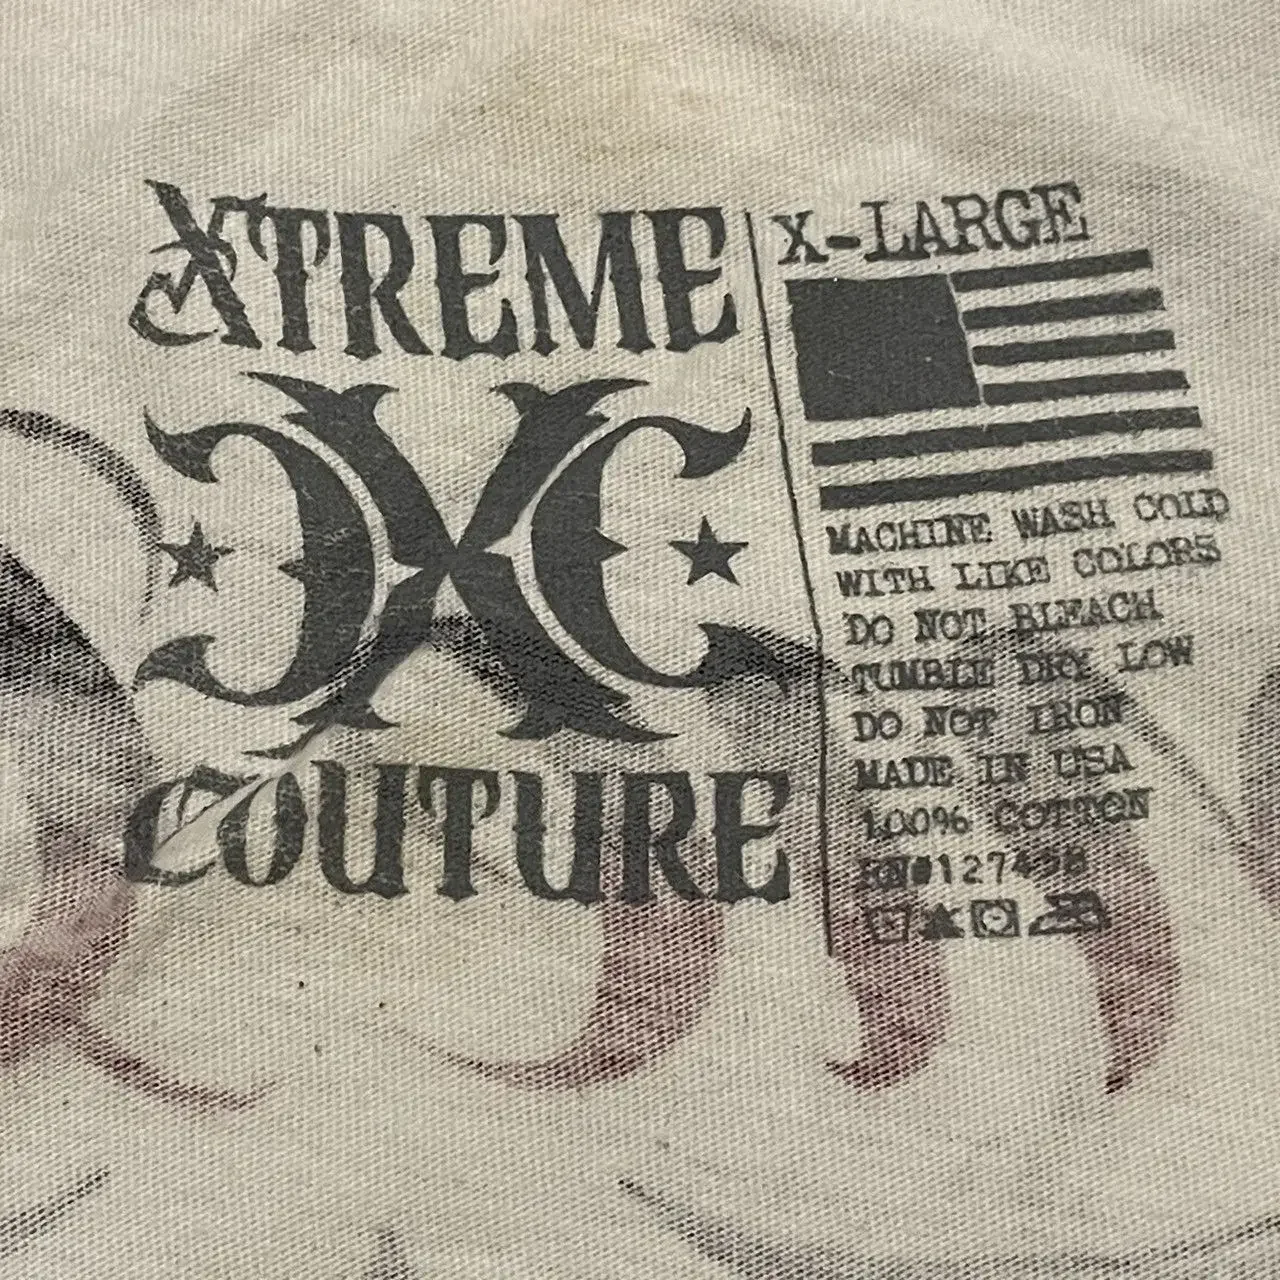 XTREME
XC
COUTURE
X-LARGE
MACHINE WASH COLD
WITH LIKE COLORS
DO NOT BLEACH
TUMBLE DRY LOW
DO NOT IRON
MADE IN USA
100% COTTON